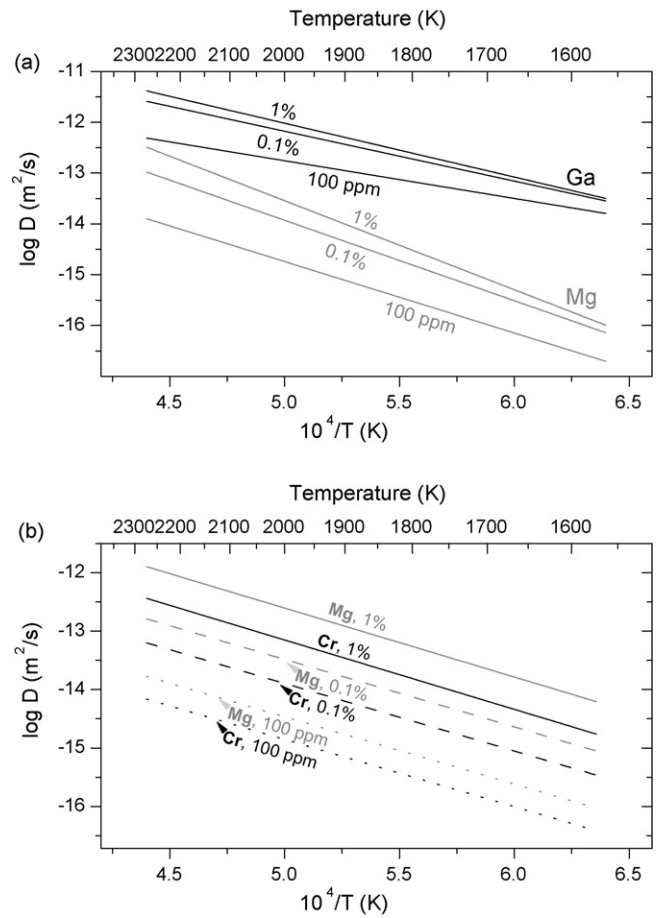 Temperature (K)
2300 2200 2100 2000 1900 1800 1700 1600
(a)
-11
-12
-13
-14
-15
-16
log D (m²/s)
1%
0.1%
100 ppm
Ga
1%
0.1%
100 ppm
Mg
4.5 5.0 5.5 6.0 6.5
10⁴/T (K)
Temperature (K)
2300 2200 2100 2000 1900 1800 1700 1600
(b)
-12
-13
-14
-15
-16
log D (m²/s)
Mg, 1%
Cr, 1%
Mg, 0.1%
Cr, 0.1%
Mg, 100 ppm
Cr, 100 ppm
4.5 5.0 5.5 6.0 6.5
10⁴/T (K)